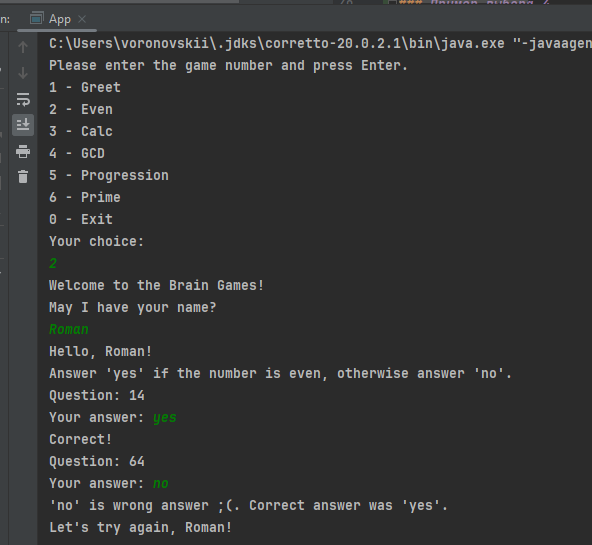 ### Пример вывода 4
n:
App
C:\Users\voronovskii\.jdks\corretto-20.0.2.1\bin\java.exe "-javaagen
Please enter the game number and press Enter.
1 - Greet
2 - Even
3 - Calc
4 - GCD
5 - Progression
6 - Prime
0 - Exit
Your choice:
2
Welcome to the Brain Games!
May I have your name?
Roman
Hello, Roman!
Answer 'yes' if the number is even, otherwise answer 'no'.
Question: 14
Your answer: yes
Correct!
Question: 64
Your answer: no
'no' is wrong answer ;(. Correct answer was 'yes'.
Let's try again, Roman!